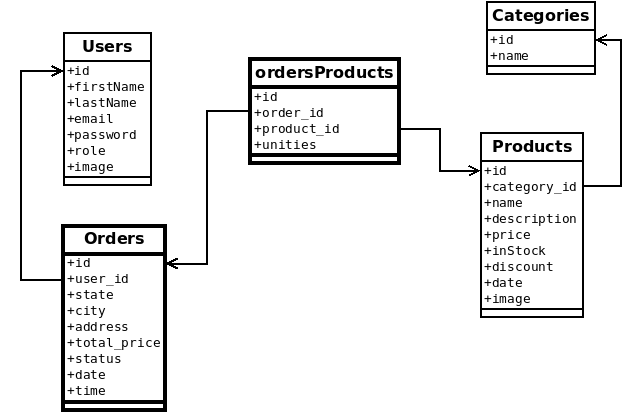 Users
+id
+firstName
+lastName
+email
+password
+role
+image
Orders
+id
+user_id
+state
+city
+address
+total_price
+status
+date
+time
ordersProducts
+id
+order_id
+product_id
+unities
Categories
+id
+name
Products
+id
+category_id
+name
+description
+price
+inStock
+discount
+date
+image